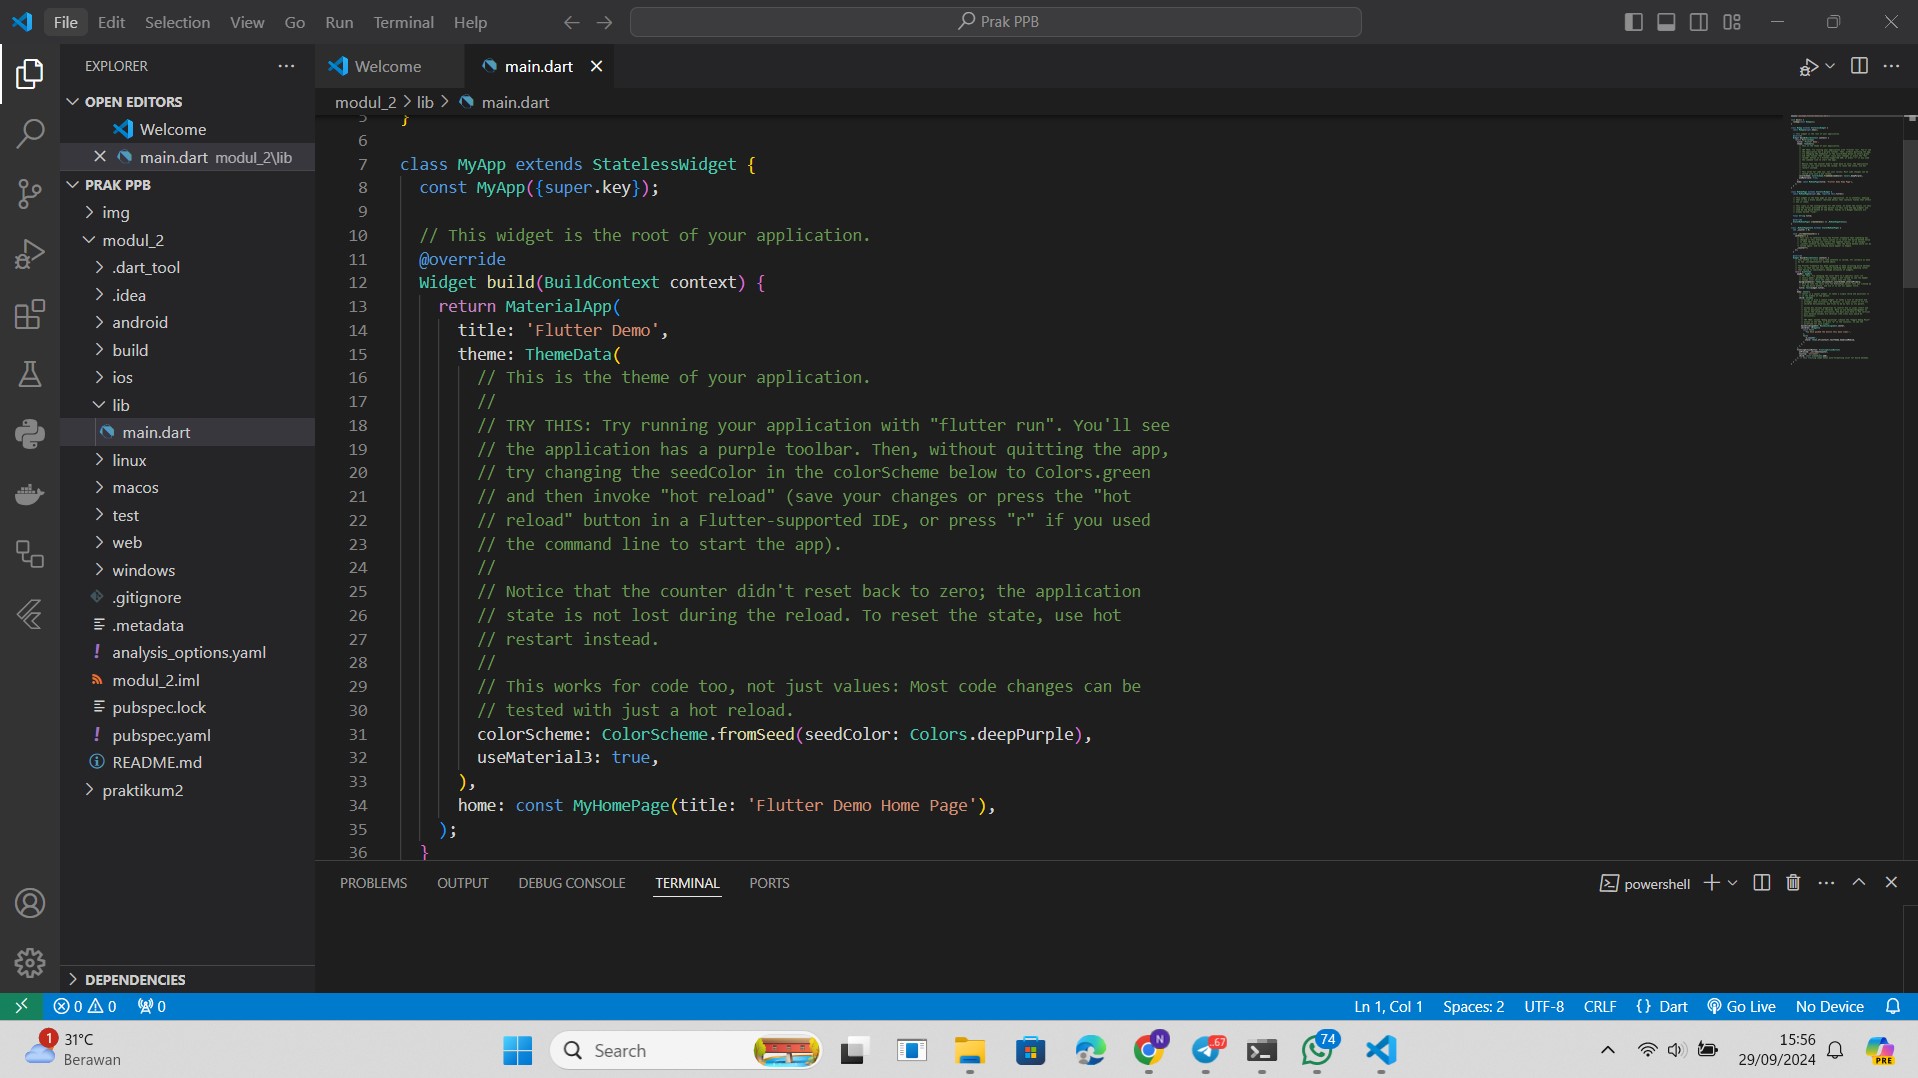 File Edit Selection View Go Run Terminal Help
Prak PPB
EXPLORER
OPEN EDITORS
Welcome
main.dart modul_2\lib
PRAK PPB
img
modul_2
.dart_tool
.idea
android
build
ios
lib
main.dart
linux
macos
test
web
windows
.gitignore
.metadata
analysis_options.yaml
modul_2.iml
pubspec.lock
pubspec.yaml
README.md
praktikum2
DEPENDENCIES
Welcome main.dart
modul_2 > lib > main.dart
5 }
6
7 class MyApp extends StatelessWidget {
8 const MyApp({super.key});
9
10 // This widget is the root of your application.
11 @override
12 Widget build(BuildContext context) {
13 return MaterialApp(
14 title: 'Flutter Demo',
15 theme: ThemeData(
16 // This is the theme of your application.
17 //
18 // TRY THIS: Try running your application with "flutter run". You'll see
19 // the application has a purple toolbar. Then, without quitting the app,
20 // try changing the seedColor in the colorScheme below to Colors.green
21 // and then invoke "hot reload" (save your changes or press the "hot
22 // reload" button in a Flutter-supported IDE, or press "r" if you used
23 // the command line to start the app).
24 //
25 // Notice that the counter didn't reset back to zero; the application
26 // state is not lost during the reload. To reset the state, use hot
27 // restart instead.
28 //
29 // This works for code too, not just values: Most code changes can be
30 // tested with just a hot reload.
31 colorScheme: ColorScheme.fromSeed(seedColor: Colors.deepPurple),
32 useMaterial3: true,
33 ),
34 home: const MyHomePage(title: 'Flutter Demo Home Page'),
35 );
36 }
PROBLEMS OUTPUT DEBUG CONSOLE TERMINAL PORTS
powershell
0 0 0
Ln 1, Col 1 Spaces: 2 UTF-8 CRLF {} Dart Go Live No Device
1
31°C
Berawan
Search
N
67
74
15:56
29/09/2024
PRE